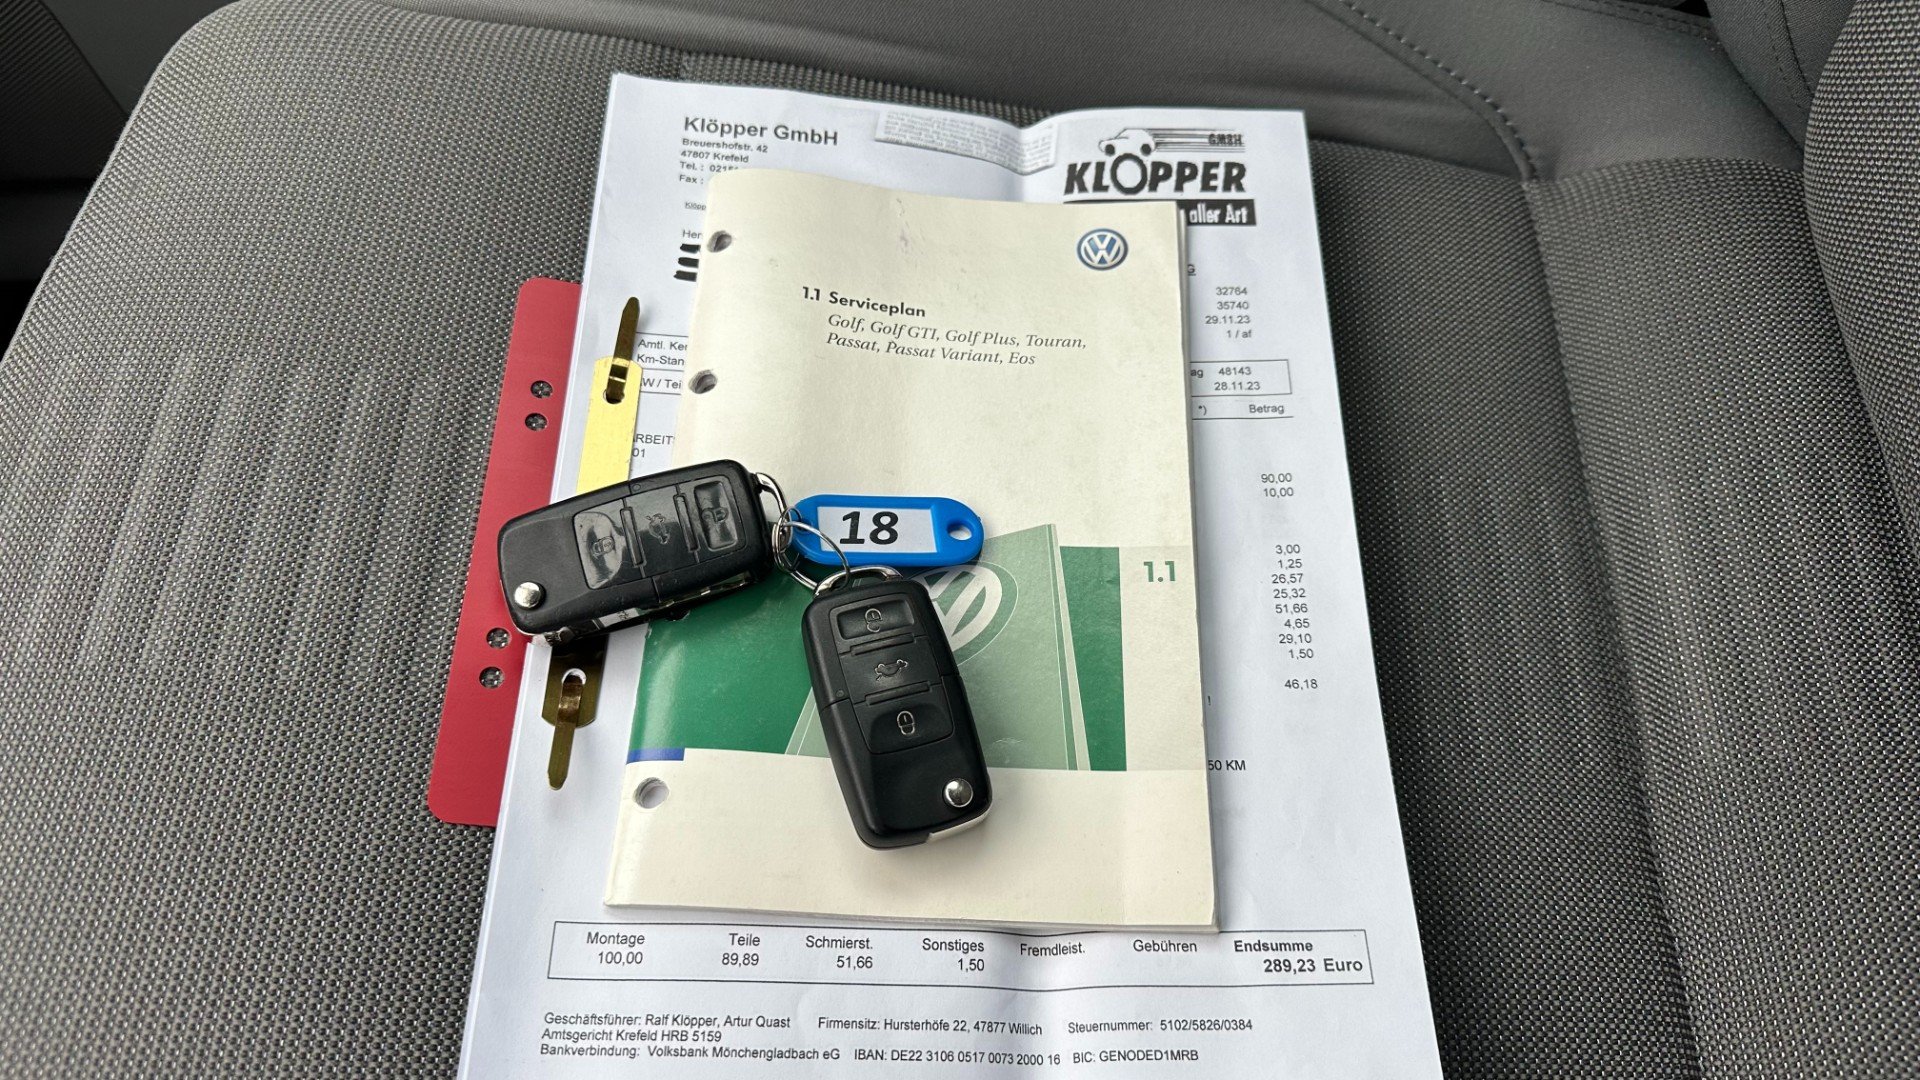 Klöpper GmbH
Breuershofstr. 42
47807 Krefeld
Tel. :
Fax :
GMBH
KLÖPPER
aller Art
1.1 Serviceplan
Golf, Golf GTI, Golf Plus, Touran,
Passat, Passat Variant, Eos
32764
35740
29.11.23
1 / af
Amtl.
48143
28.11.23
*) Betrag
90,00
10,00
18
1.1
3,00
1,25
26,57
25,32
51,66
4,65
29,10
1,50
46,18
50 KM
Montage Teile Schmierst. Sonstiges Fremdleist. Gebühren Endsumme
100,00 89,89 51,66 1,50 289,23 Euro
Geschäftsführer: Ralf Klöpper, Artur Quast Firmensitz: Hursterhöfe 22, 47877 Willich Steuernummer: 5102/5826/0384
Amtsgericht Krefeld HRB 5159
Bankverbindung: Volksbank Mönchengladbach eG IBAN: DE22 3106 0517 0073 2000 16 BIC: GENODED1MRB